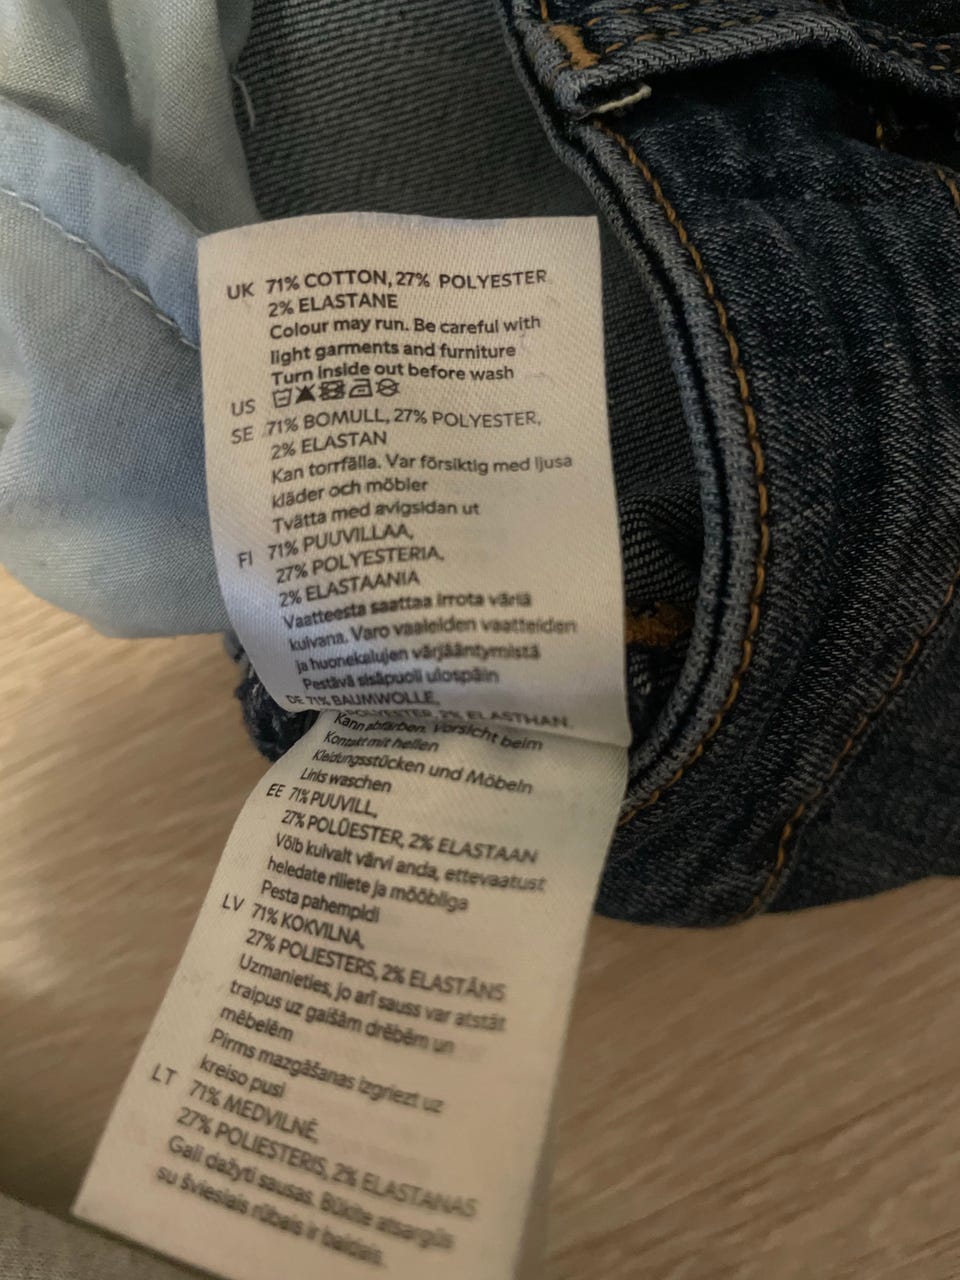 UK 71% COTTON, 27% POLYESTER
2% ELASTANE
Colour may run. Be careful with
light garments and furniture
Turn inside out before wash
US
SE 71% BOMULL, 27% POLYESTER,
2% ELASTAN
Kan torrfälla. Var försiktig med ljusa
kläder och möbler
Tvätta med avigsidan ut
FI 71% PUUVILLAA,
27% POLYESTERIA,
2% ELASTAANIA
Vaatteesta saattaa irrota väriä
kuivana. Varo vaaleiden vaatteiden
ja huonekalujen värjääntymistä
Pestävä sisäpuoli ulospäin
DE 71% BAUMWOLLE,
POLYESTER, 2% ELASTHAN
Kann abfärben. Vorsicht beim
Kontakt mit hellen
Kleidungsstücken und Möbeln
Links waschen
EE 71% PUUVILL,
27% POLÜESTER, 2% ELASTAAN
Võib kuivalt värvi anda, ettevaatust
heledate riiete ja mööbliga
Pesta pahempidi
LV 71% KOKVILNA,
27% POLIESTERS, 2% ELASTĀNS
Uzmanieties, jo arī sauss var atstāt
traipus uz gaišām drēbēm un
mēbelēm
Pirms mazgāšanas izgriezt uz
kreiso pusi
LT 71% MEDVILNĖ,
27% POLIESTERIS, 2% ELASTANAS
Gali dažyti sausas. Būkite atsargūs
su šviesiais rūbais ir baldais.